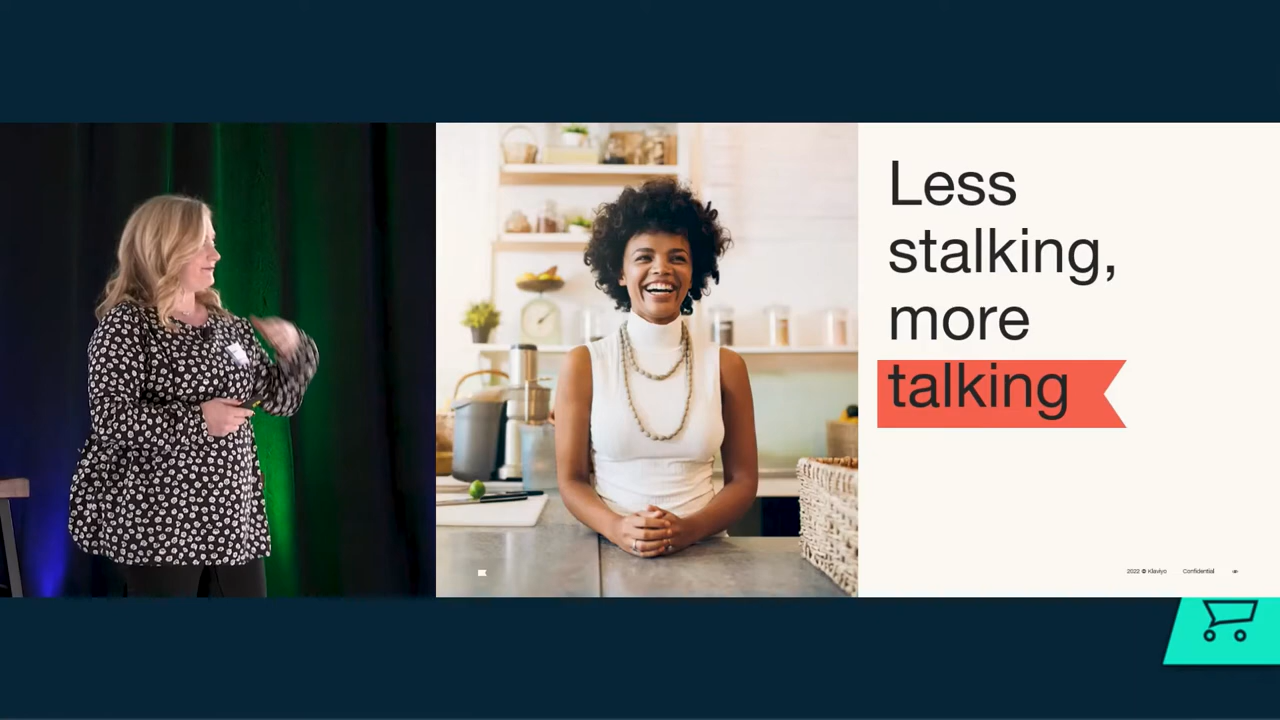 Less
stalking,
more
talking
2022 © Klaviyo Confidential